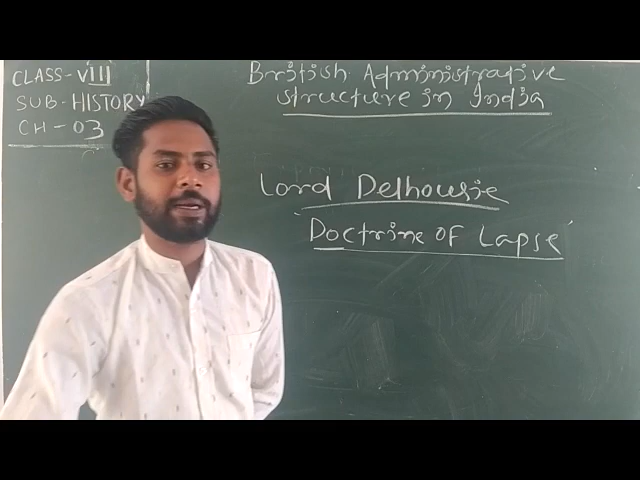 CLASS-VIII
SUB-HISTORY
CH-03
British Administrative
structure in India
Lord Delhousie
'Doctrine of Lapse'